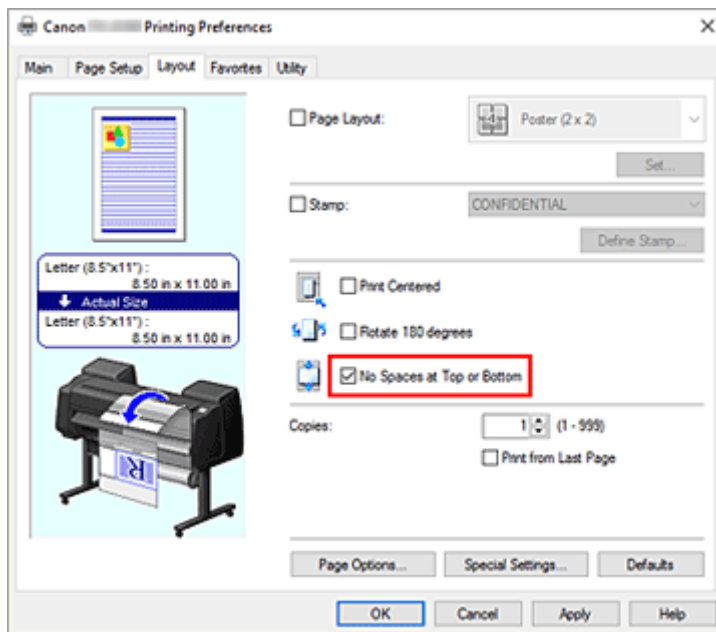 Canon Printing Preferences
Main Page Setup Layout Favorites Utility
Page Layout: Poster (2 x 2)
Set...
Stamp: CONFIDENTIAL
Define Stamp...
Letter (8.5"x11") :
8.50 in x 11.00 in
Actual Size
Letter (8.5"x11") :
8.50 in x 11.00 in
Print Centered
Rotate 180 degrees
No Spaces at Top or Bottom
Copies: 1 (1 - 999)
Print from Last Page
R
Page Options... Special Settings... Defaults
OK Cancel Apply Help